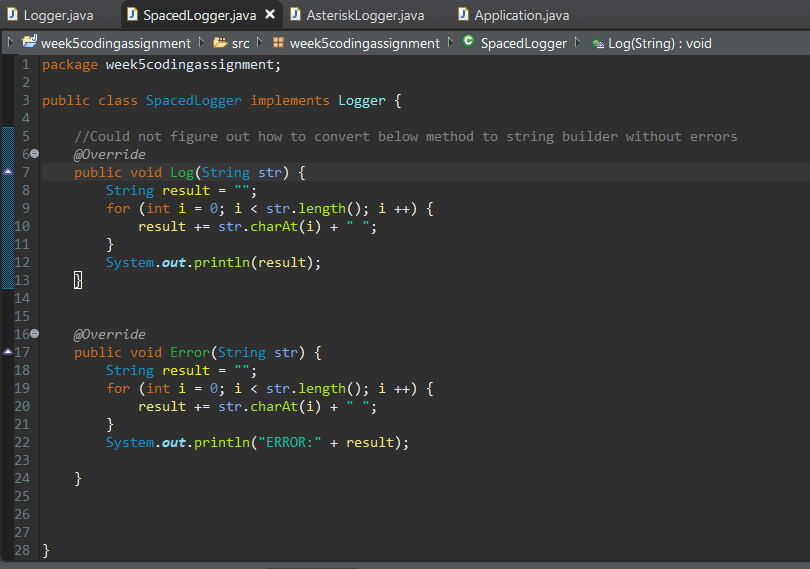 Logger.java SpacedLogger.java AsteriskLogger.java Application.java
week5codingassignment src week5codingassignment SpacedLogger Log(String) : void
1 package week5codingassignment;
2
3 public class SpacedLogger implements Logger {
4
5 //Could not figure out how to convert below method to string builder without errors
6 @Override
7 public void Log(String str) {
8 String result = "";
9 for (int i = 0; i < str.length(); i ++) {
10 result += str.charAt(i) + " ";
11 }
12 System.out.println(result);
13 }
14
15
16 @Override
17 public void Error(String str) {
18 String result = "";
19 for (int i = 0; i < str.length(); i ++) {
20 result += str.charAt(i) + " ";
21 }
22 System.out.println("ERROR:" + result);
23
24 }
25
26
27
28 }